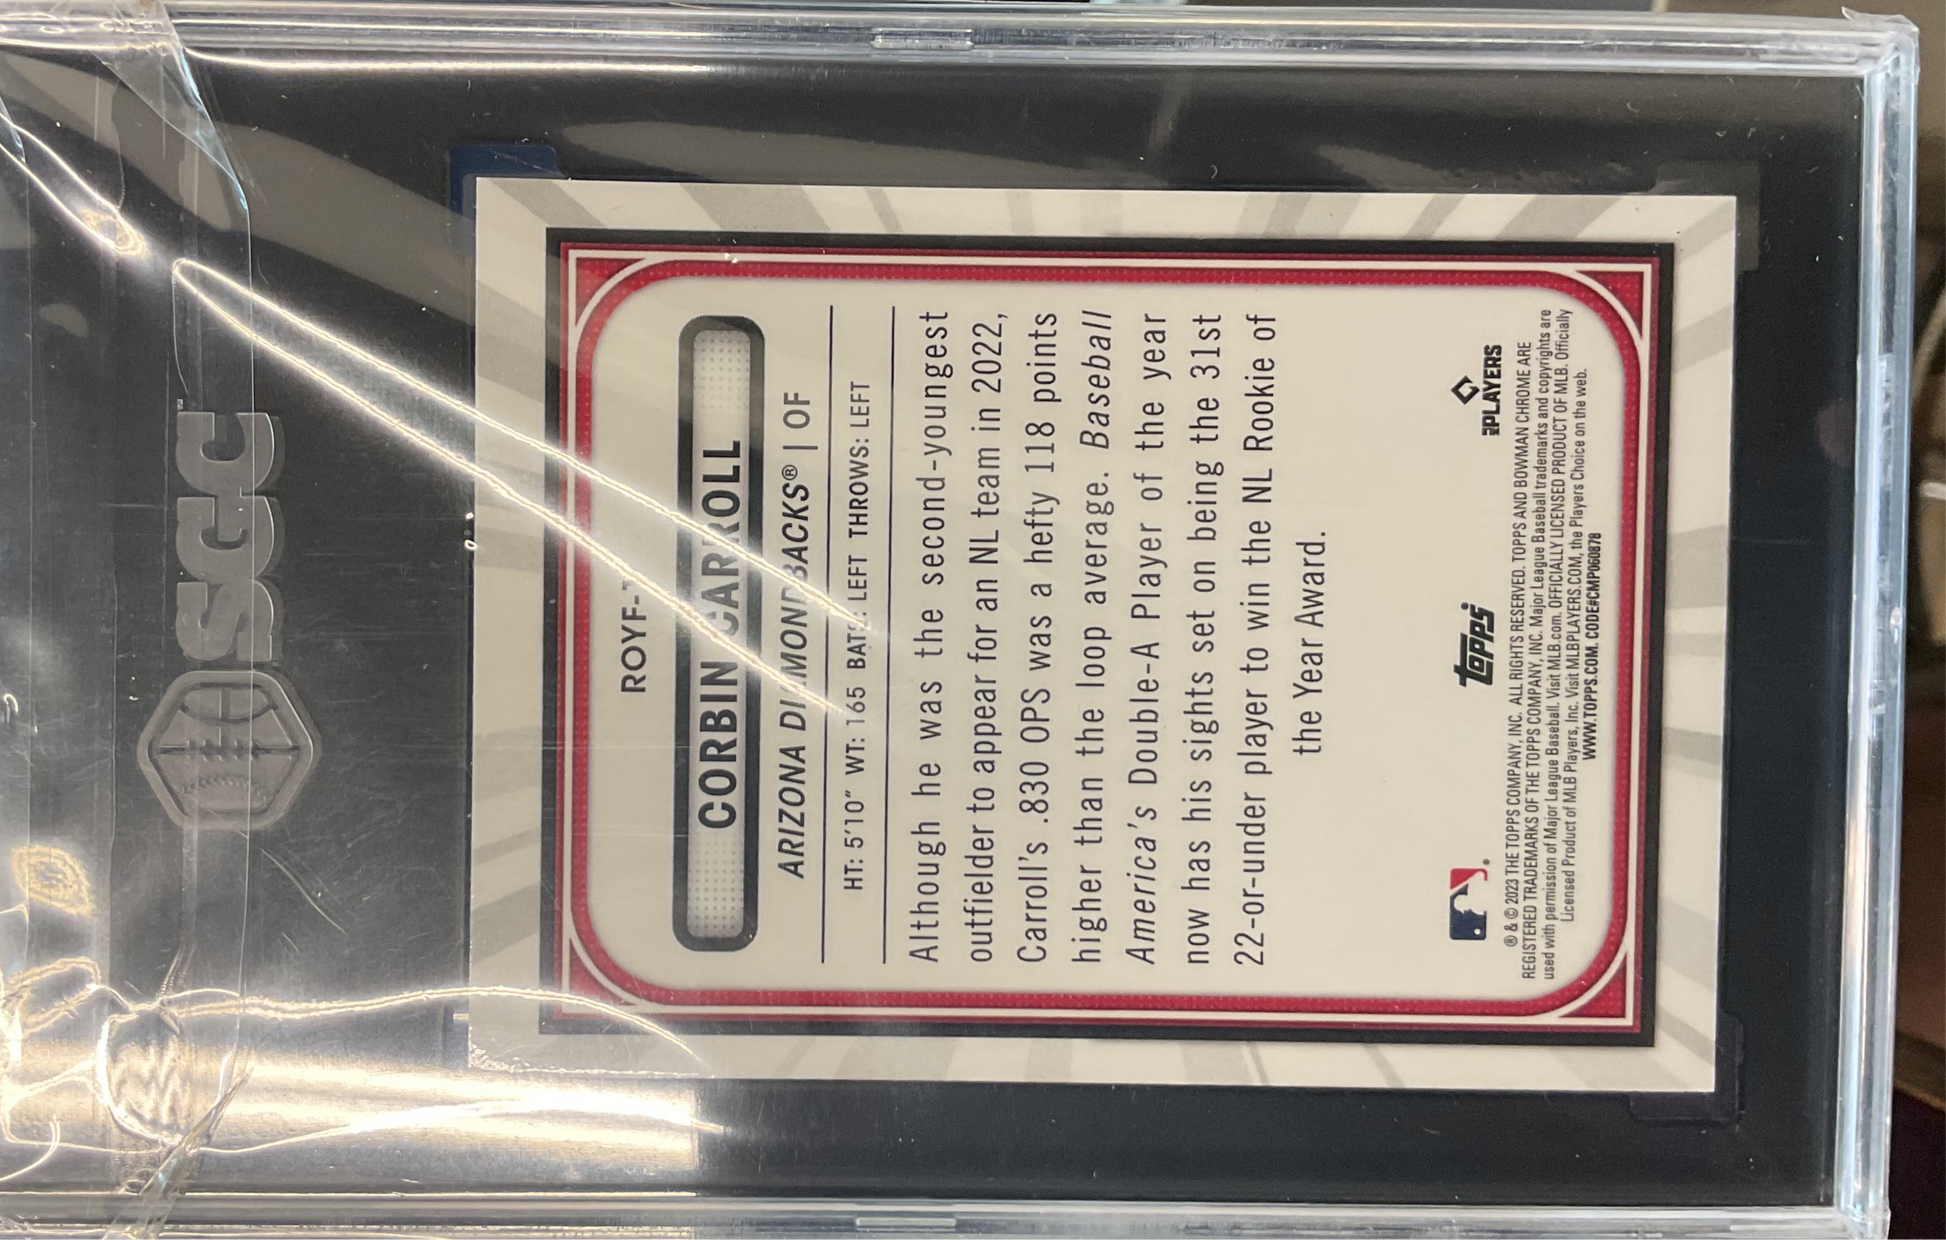 SGC
ROYF-
CORBIN CARROLL
ARIZONA DIAMONDBACKS® | OF
HT: 5'10" WT: 165 BATS: LEFT THROWS: LEFT
Although he was the second-youngest
outfielder to appear for an NL team in 2022,
Carroll's .830 OPS was a hefty 118 points
higher than the loop average. Baseball
America's Double-A Player of the year
now has his sights set on being the 31st
22-or-under player to win the NL Rookie of
the Year Award.
topps
PLAYERS
® & © 2023 THE TOPPS COMPANY, INC. ALL RIGHTS RESERVED. TOPPS AND BOWMAN CHROME ARE
REGISTERED TRADEMARKS OF THE TOPPS COMPANY, INC. Major League Baseball trademarks and copyrights are
used with permission of Major League Baseball. Visit MLB.com. OFFICIALLY LICENSED PRODUCT OF MLB. Officially
Licensed Product of MLB Players, Inc. Visit MLBPLAYERS.COM, the Players Choice on the web.
WWW.TOPPS.COM. CODE#CMP060878